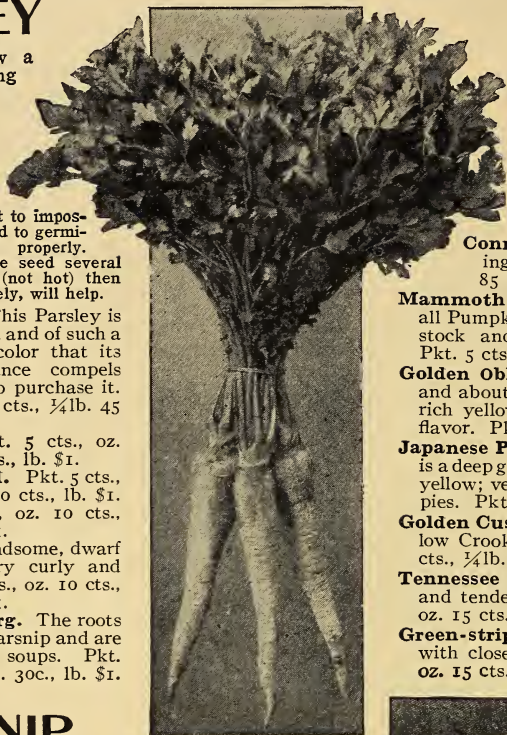 EY
w a
ng
t to impos-
d to germi-
properly.
e seed several
(not hot) then
ely, will help.
his Parsley is
and of such a
color that its
nce compels
o purchase it.
cts., ¼lb. 45
t. 5 cts., oz.
s., lb. $1.
t. Pkt. 5 cts.,
o cts., lb. $1.
, oz. 10 cts.,
.
dsome, dwarf
ry curly and
s., oz. 10 cts.,
.
rg. The roots
arsnip and are
soups. Pkt.
. 30c., lb. $1.
NIP
Conn
ing
85
Mammoth
all Pumpk
stock and
Pkt. 5 cts
Golden Obl
and about
rich yellow
flavor. Pl
Japanese P
is a deep g
yellow; ve
pies. Pkt
Golden Cus
low Crook
cts., ¼lb.
Tennessee
and tende
oz. 15 cts.
Green-strip
with close
oz. 15 cts.